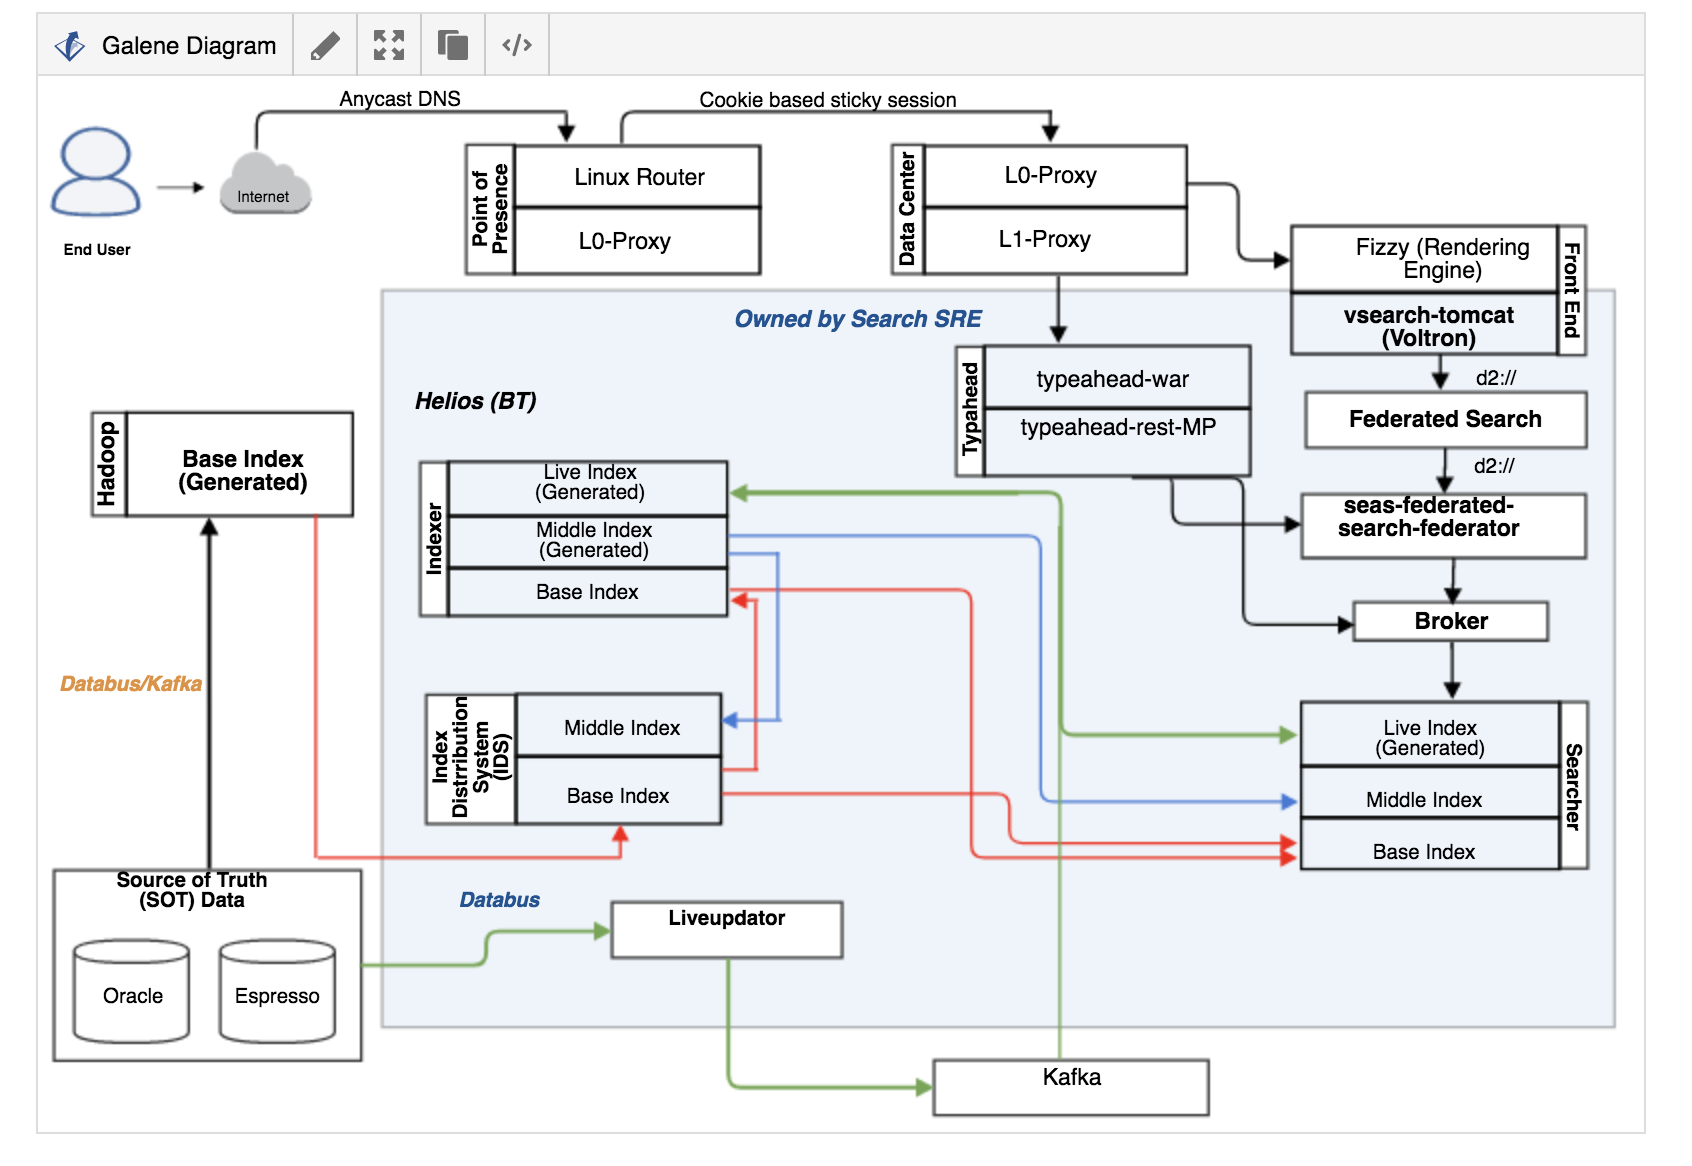 Galene Diagram
</>
Anycast DNS
Cookie based sticky session
End User
Internet
Point of
Presence
Linux Router
L0-Proxy
Data Center
L0-Proxy
L1-Proxy
Fizzy (Rendering
Engine)
vsearch-tomcat
(Voltron)
Front End
Owned by Search SRE
Helios (BT)
Typahead
typeahead-war
typeahead-rest-MP
d2://
Federated Search
d2://
seas-federated-
search-federator
Broker
Hadoop
Base Index
(Generated)
Indexer
Live Index
(Generated)
Middle Index
(Generated)
Base Index
Databus/Kafka
Index
Distrribution
System
(IDS)
Middle Index
Base Index
Live Index
(Generated)
Middle Index
Base Index
Searcher
Source of Truth
(SOT) Data
Oracle
Espresso
Databus
Liveupdator
Kafka